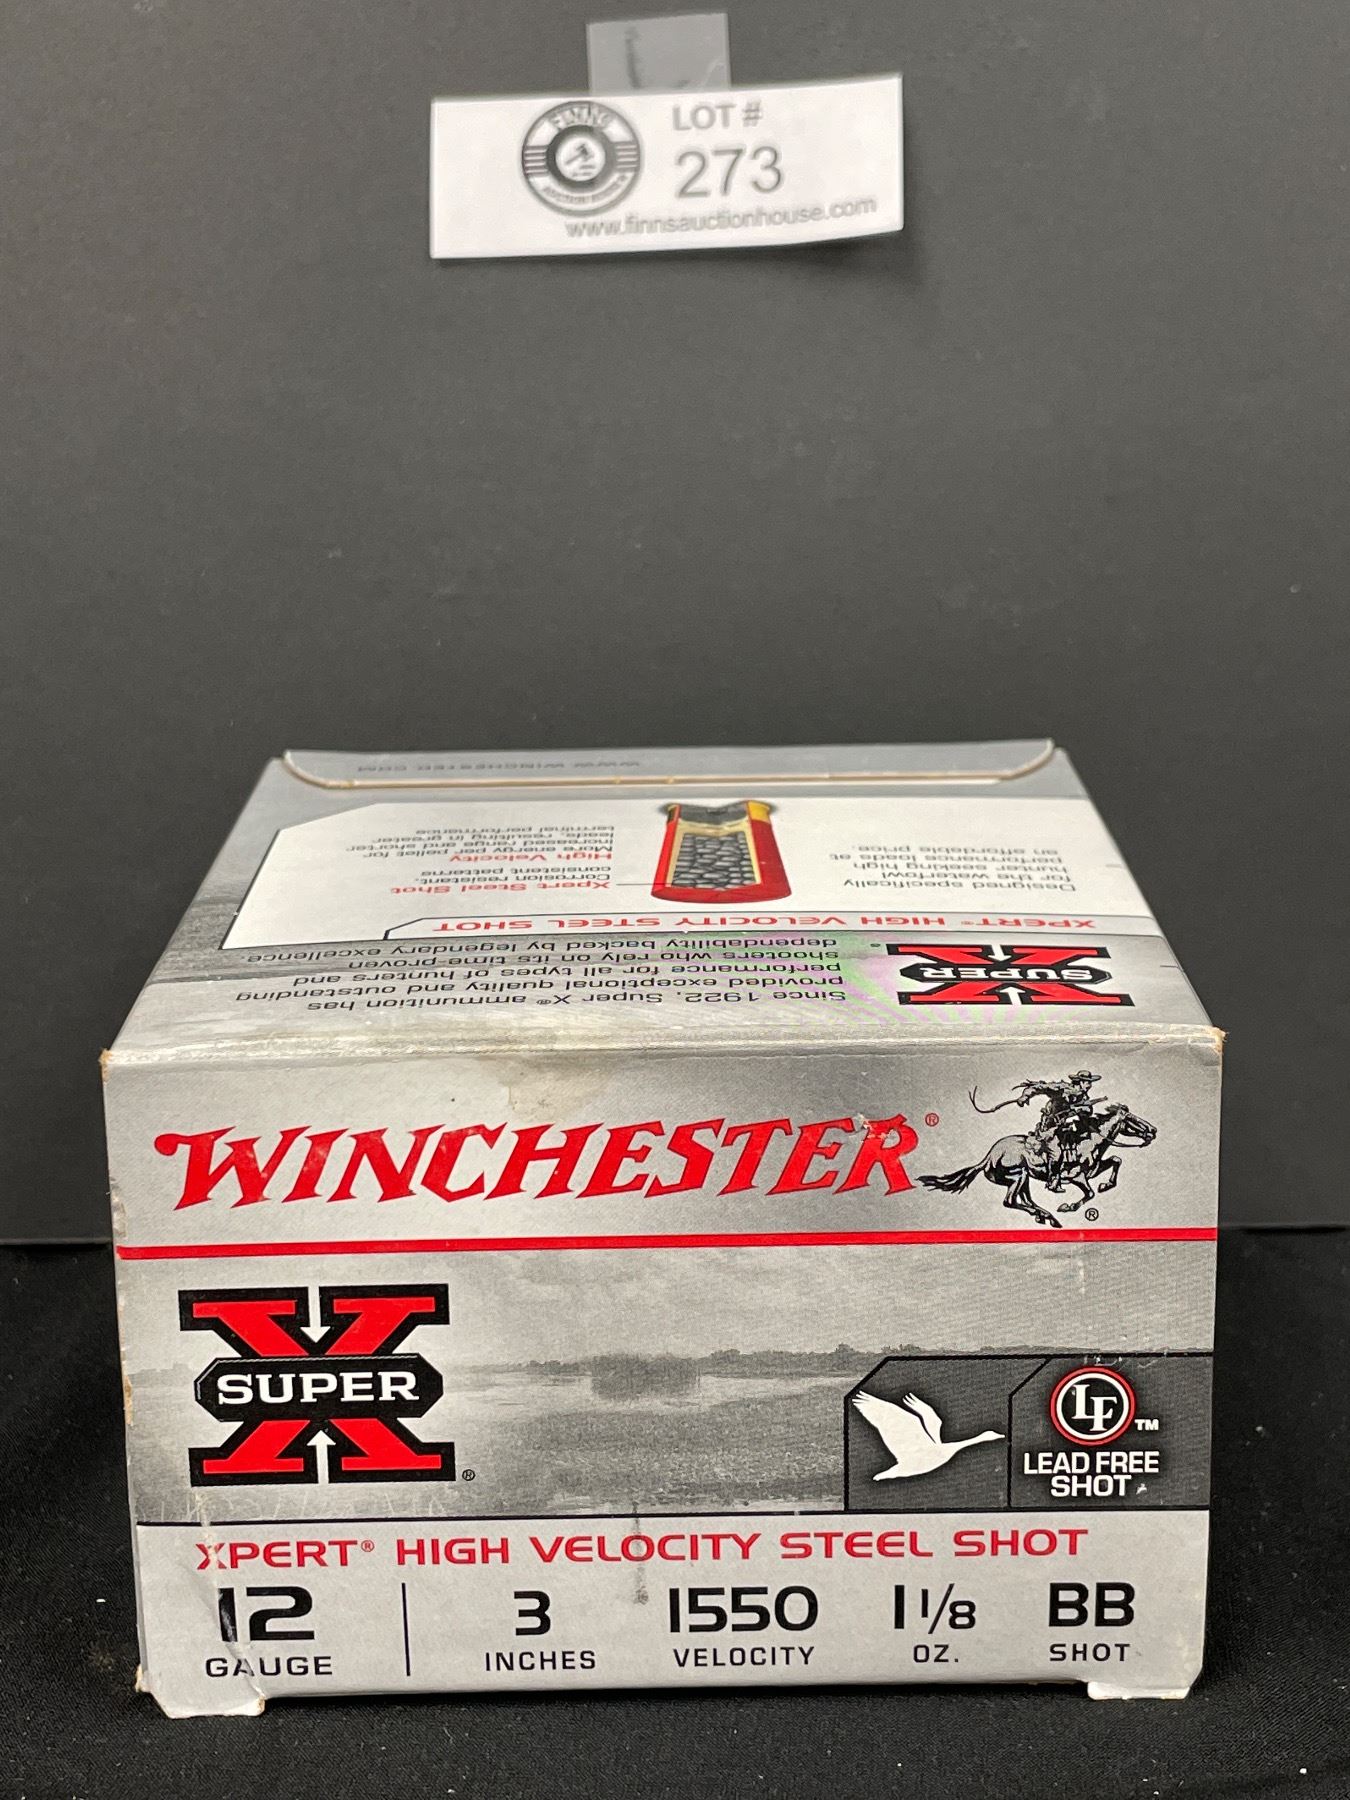 FINNS
AUCTION HOUSE
LOT #
273
www.finnsauctionhouse.com
WWW.WINCHESTER.COM
Since 1922, Super X® ammunition has
provided exceptional quality and outstanding
performance for all types of hunters and
shooters who rely on its time-proven
dependability backed by legendary excellence.
SUPER X ®
XPERT® HIGH VELOCITY STEEL SHOT
Designed specifically
for the waterfowl
hunter seeking high
performance loads at
an affordable price.
Xpert Steel Shot
Corrosion resistant.
consistent patterns
High Velocity
More energy per pellet for
increased range and shorter
leads, resulting in greater
terminal performance
WINCHESTER®
®
SUPER X
®
LF™
LEAD FREE
SHOT
XPERT® HIGH VELOCITY STEEL SHOT
12 3 1550 1 1/8 BB
GAUGE INCHES VELOCITY OZ. SHOT